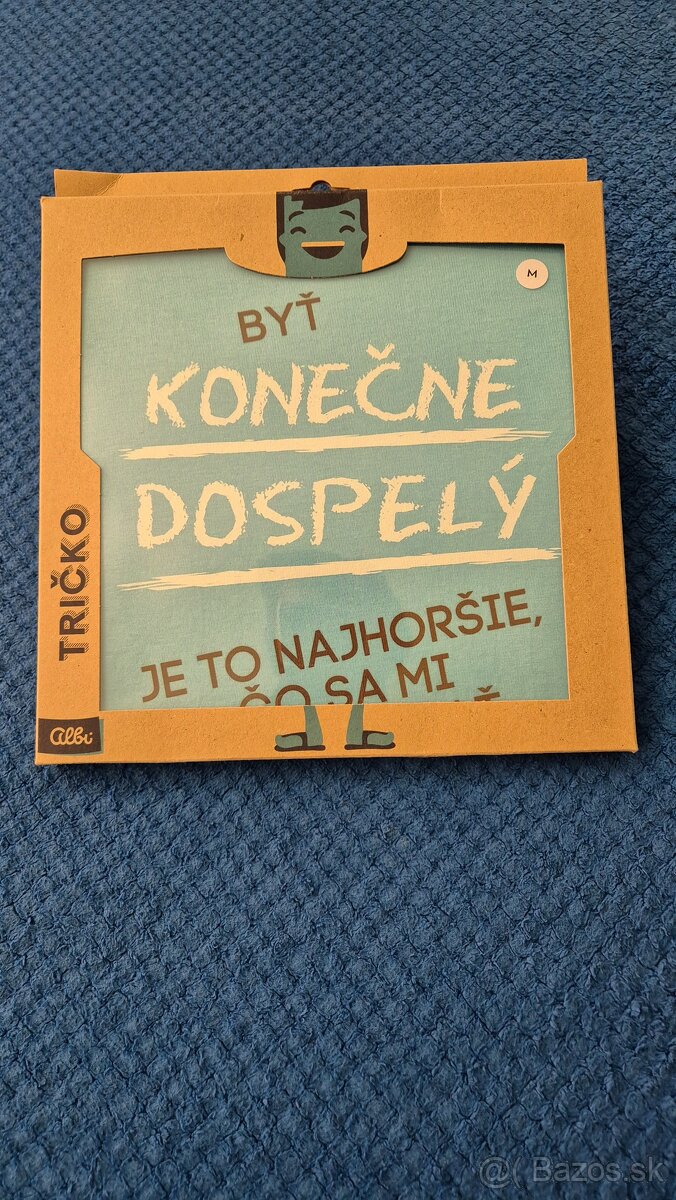 M
BYŤ
KONEČNE
DOSPELÝ
JE TO NAJHORŠIE,
ČO SA MI
TRIČKO
albi
@( Bazos.sk